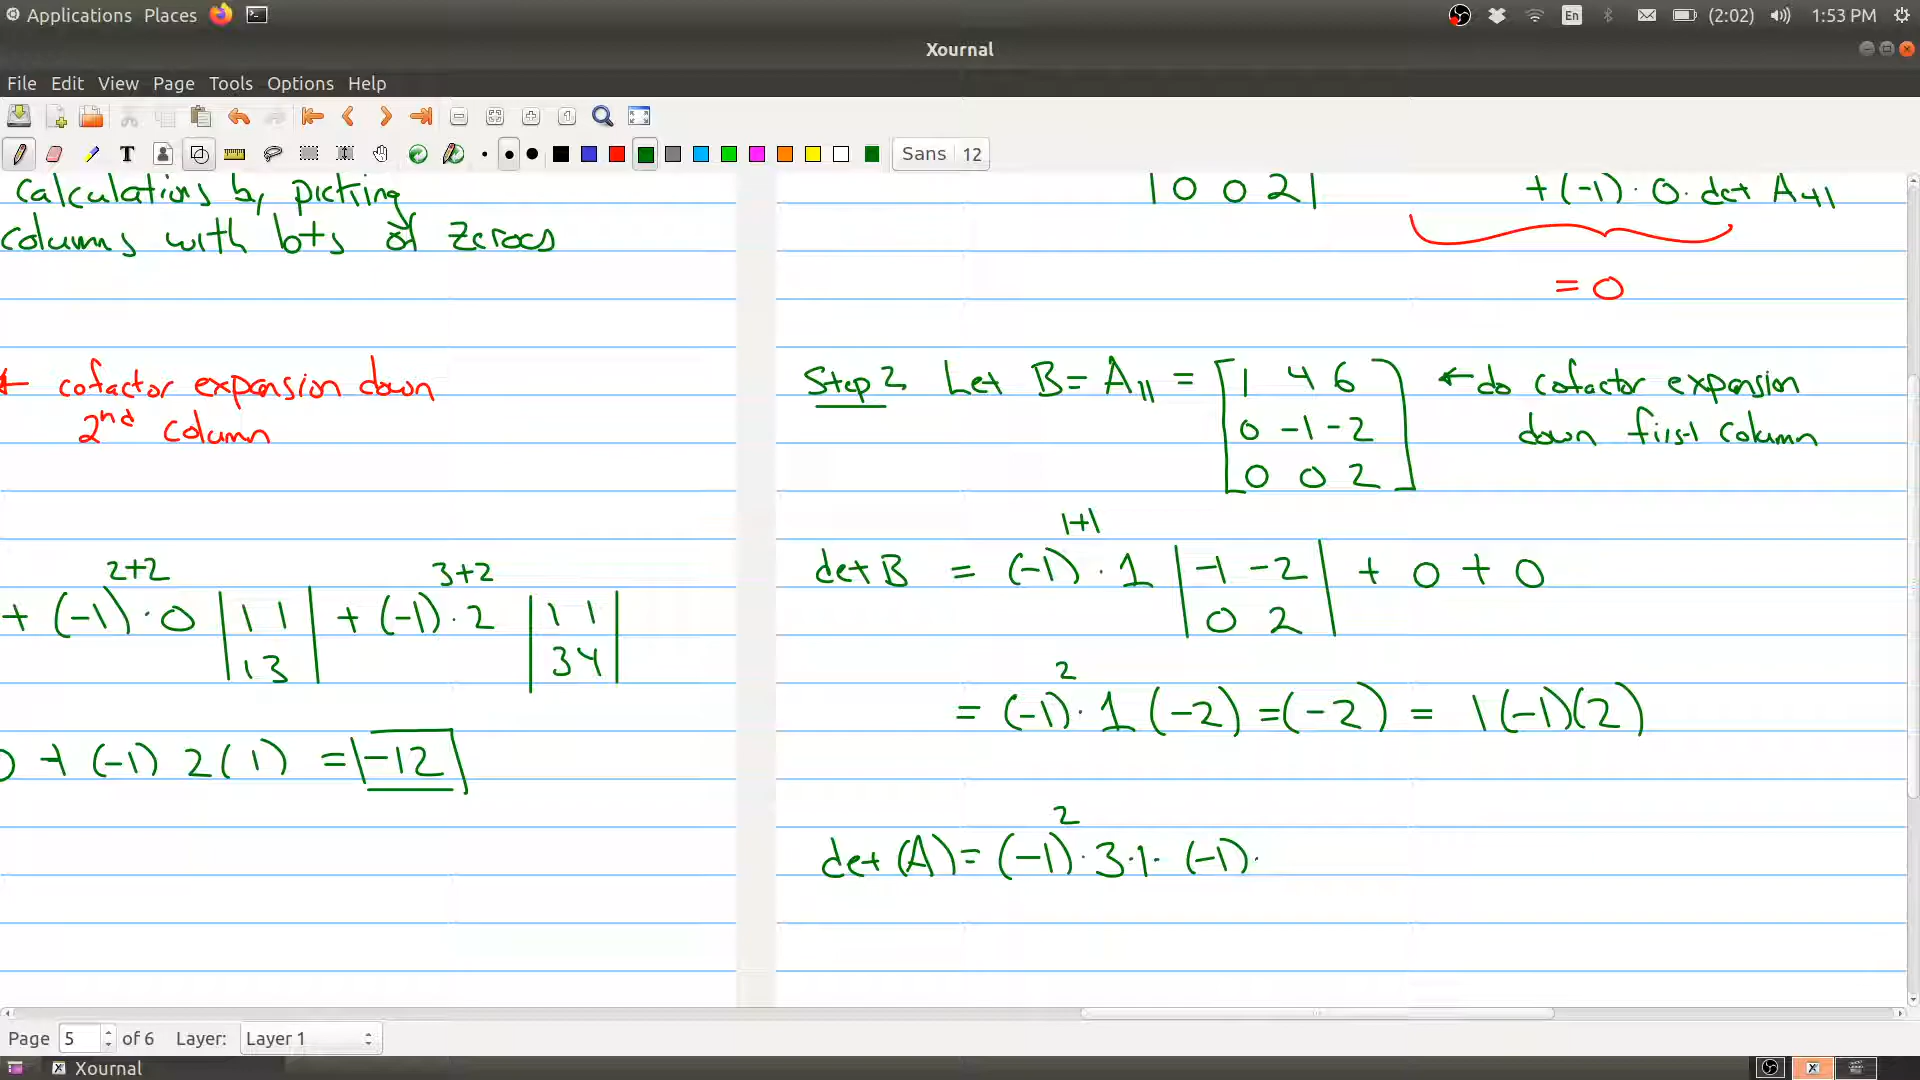 Applications Places En (2:02) 1:53 PM
Xournal
File Edit View Page Tools Options Help
T Sans 12
calculations by picking
columns with lots of zeroes
← cofactor expansion down
2nd column
+ (-1)^{2+2} · 0 |1 1| + (-1)^{3+2} · 2 |1 1|
|1 3| |3 4|
0 + (-1) 2(1) = -12
| 0 0 2 | + (-1) · 0 · det A41
= 0
Step 2 Let B = A11 = [1 4 6] ← do cofactor expansion
0 -1 -2 down first column
0 0 2
det B = (-1)^{1+1} · 1 |-1 -2| + 0 + 0
0 2
= (-1)^2 · 1 (-2) = (-2) = 1(-1)(2)
det(A) = (-1)^2 · 3 · 1 · (-1) ·
Page 5 of 6 Layer: Layer 1
Xournal